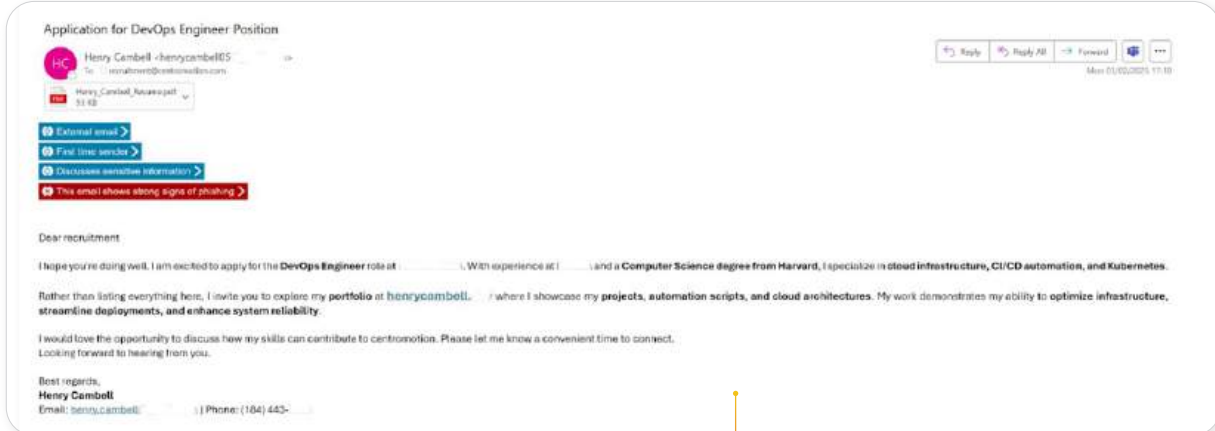 Application for DevOps Engineer Position
HC
Henry Cambell <henrycambell05
To
Reply
Reply All
Forward
Mon
PDF
53 KB
External email
First time sender
Discusses sensitive information
This email shows strong signs of phishing
Dear recruitment
I hope you're doing well. I am excited to apply for the DevOps Engineer role at . With experience at and a Computer Science degree from Harvard, I specialize in cloud infrastructure, CI/CD automation, and Kubernetes.
Rather than listing everything here, I invite you to explore my portfolio at henrycambell. / where I showcase my projects, automation scripts, and cloud architectures. My work demonstrates my ability to optimize infrastructure,
streamline deployments, and enhance system reliability.
I would love the opportunity to discuss how my skills can contribute to centromotion. Please let me know a convenient time to connect.
Looking forward to hearing from you.
Best regards,
Henry Cambell
Email: henry.cambell | Phone: (184) 443-